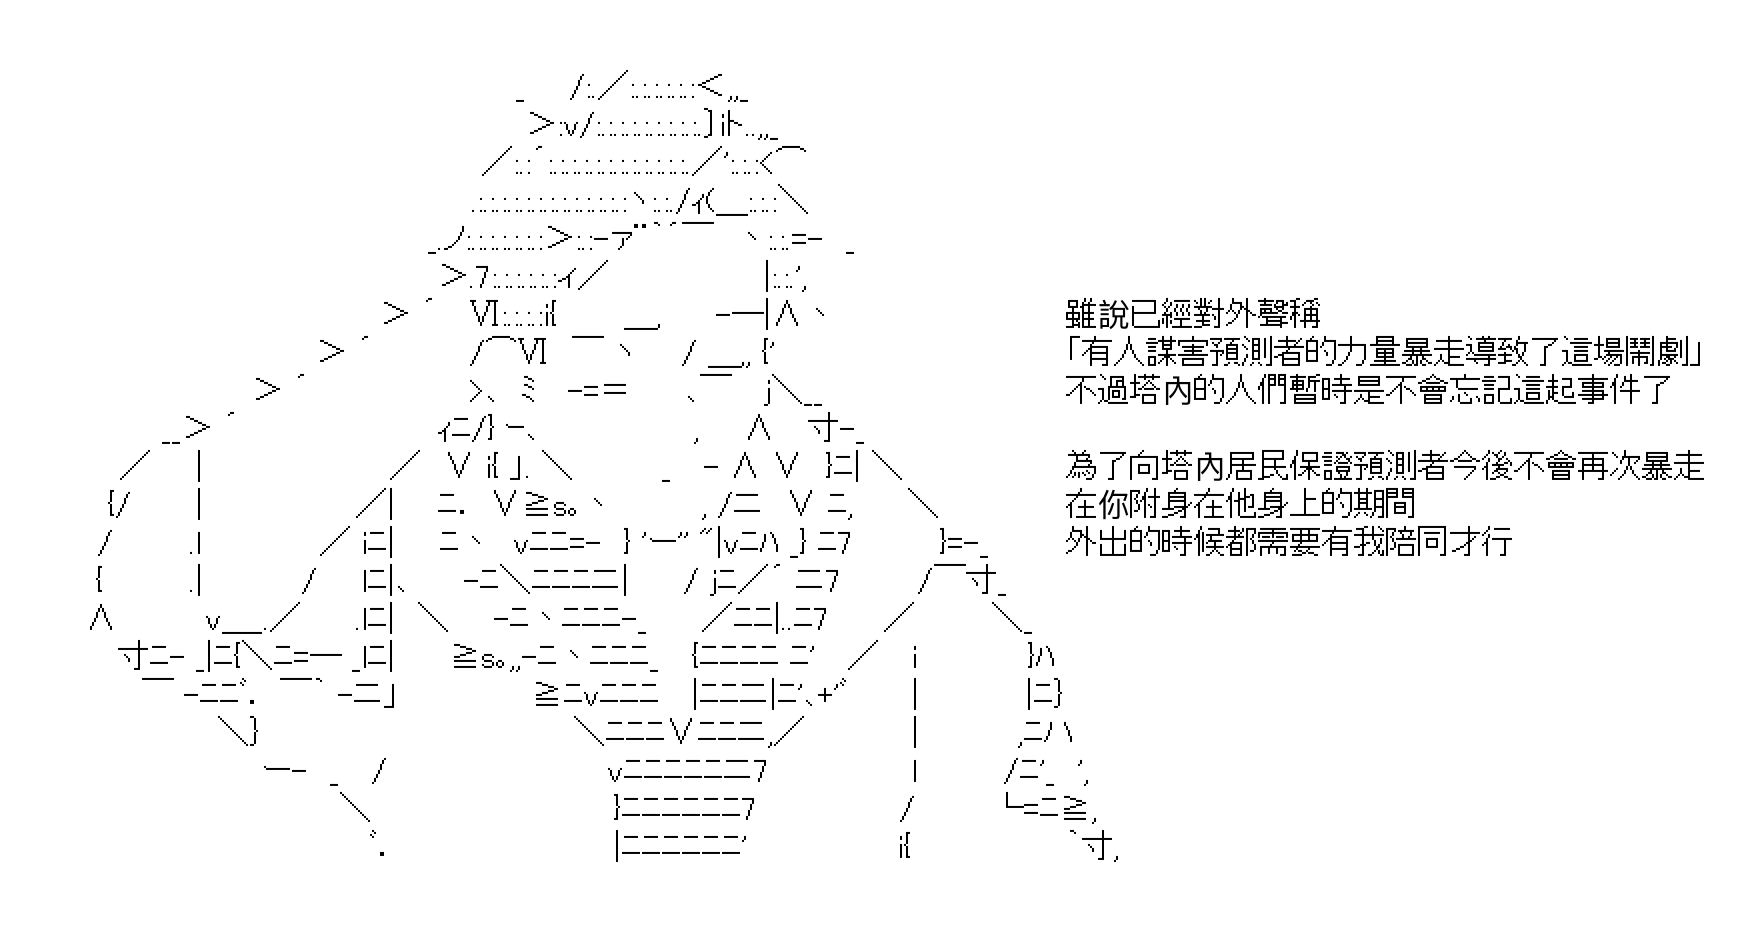 雖說已經對外聲稱
「有人謀害預測者的力量暴走導致了這場鬧劇」
不過塔內的人們暫時是不會忘記這起事件了
為了向塔內居民保證預測者今後不會再次暴走
在你附身在他身上的期間
外出的時候都需要有我陪同才行